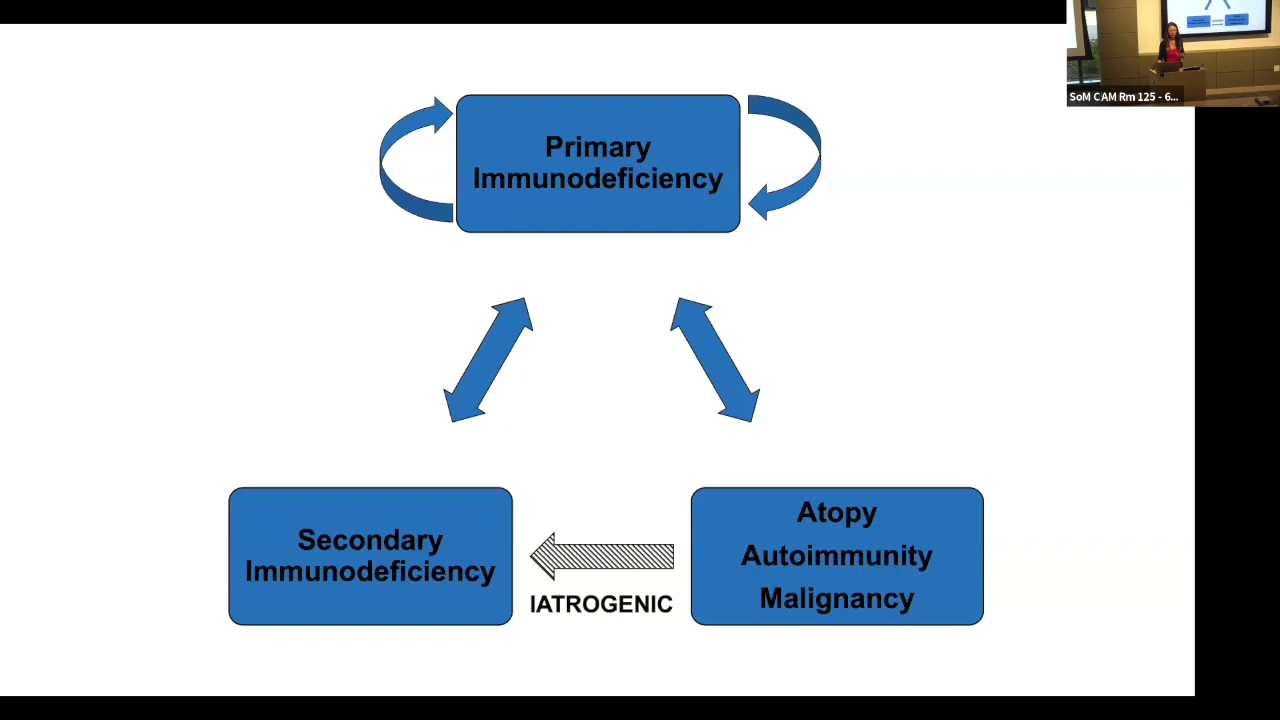 SoM CAM Rm 125 - 6...
Primary
Immunodeficiency
Secondary
Immunodeficiency
IATROGENIC
Atopy
Autoimmunity
Malignancy